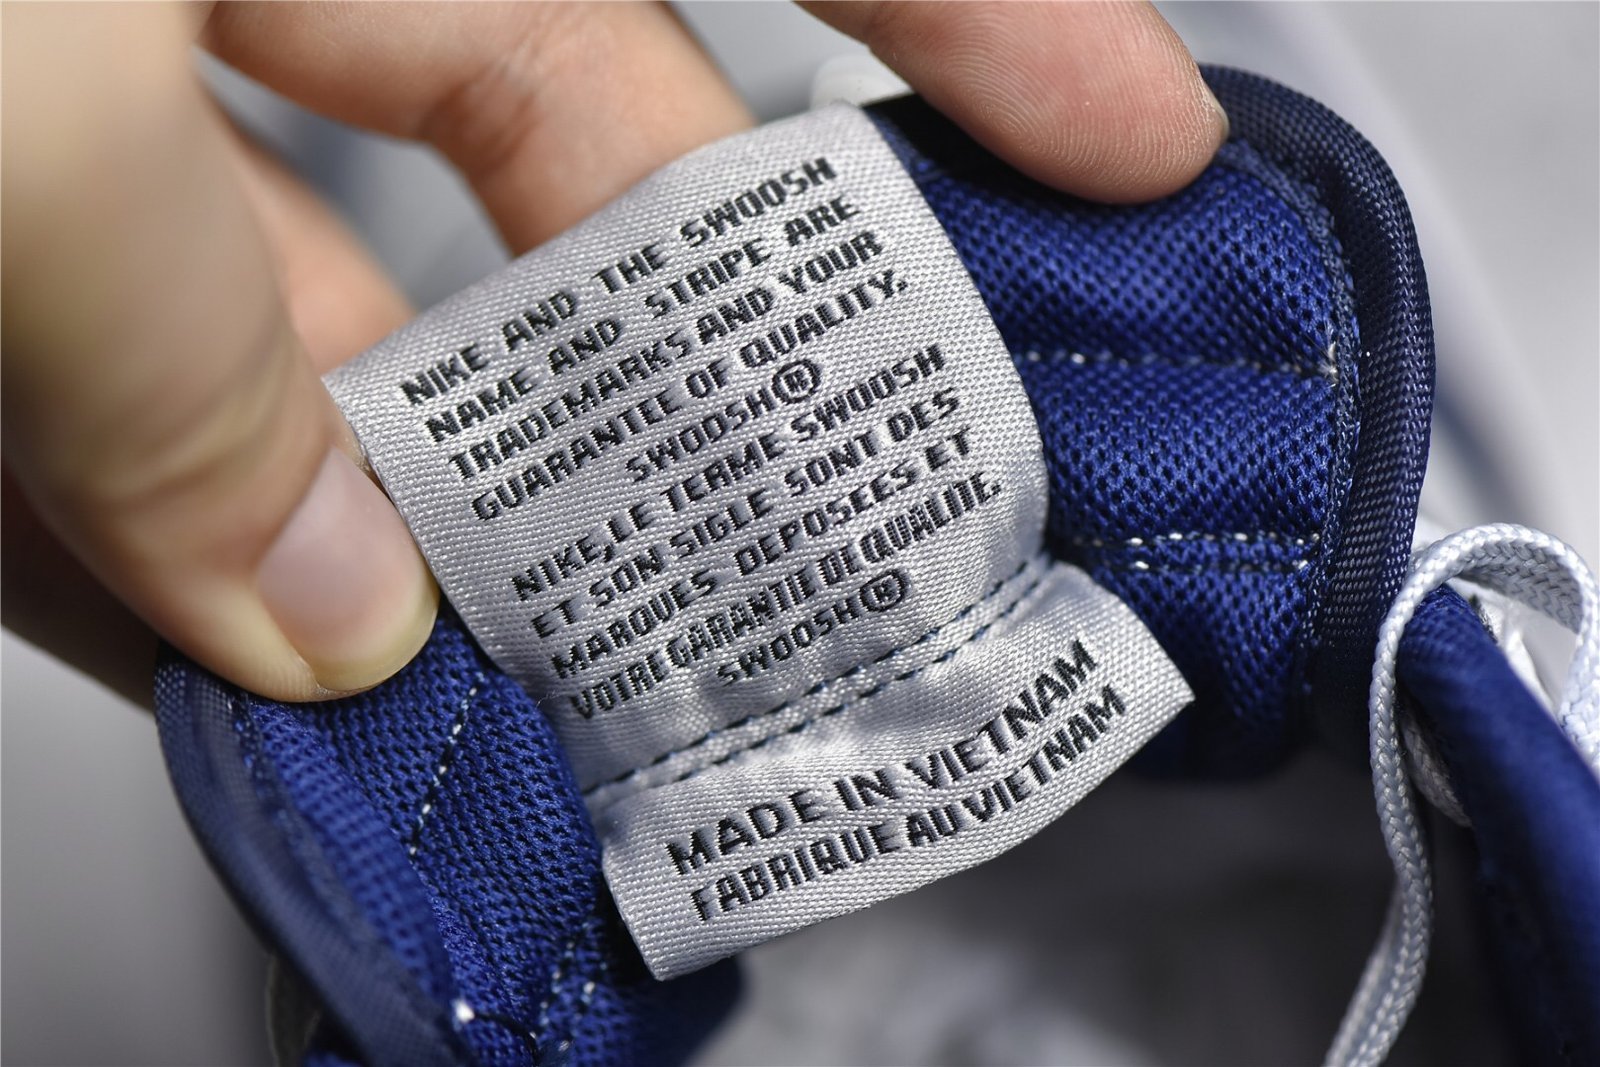 NIKE AND THE SWOOSH
NAME AND STRIPE ARE
TRADEMARKS AND YOUR
GUARANTEE OF QUALITY.
SWOOSH®
NIKE, LE TERME SWOOSH
ET SON SIGLE SONT DES
MARQUES DEPOSEES ET
VOTRE GARANTIE DE QUALITE.
SWOOSH®
MADE IN VIETNAM
FABRIQUE AU VIETNAM